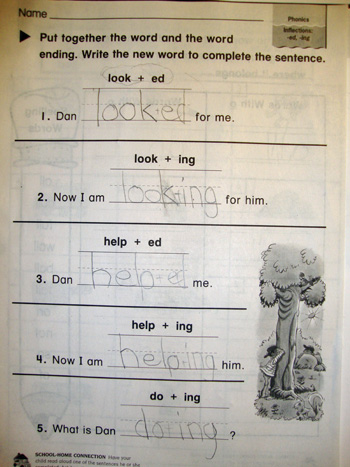 Name
Phonics
Inflections:
-ed, -ing
Put together the word and the word
ending. Write the new word to complete the sentence.
look + ed
1. Dan looked for me.
look + ing
2. Now I am looking for him.
help + ed
3. Dan helped me.
help + ing
4. Now I am helping him.
do + ing
5. What is Dan doing ?
SCHOOL-HOME CONNECTION Have your
child read aloud one of the sentences he or she